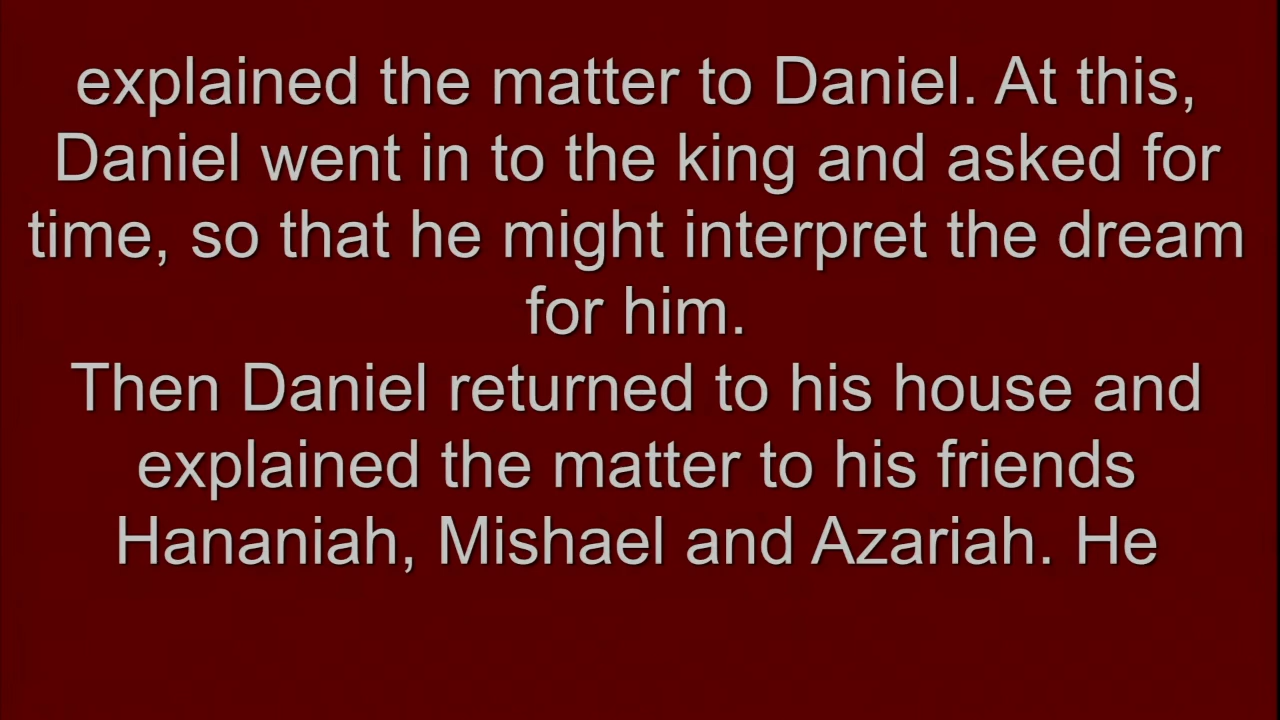 explained the matter to Daniel. At this,
Daniel went in to the king and asked for
time, so that he might interpret the dream
for him.
Then Daniel returned to his house and
explained the matter to his friends
Hananiah, Mishael and Azariah. He